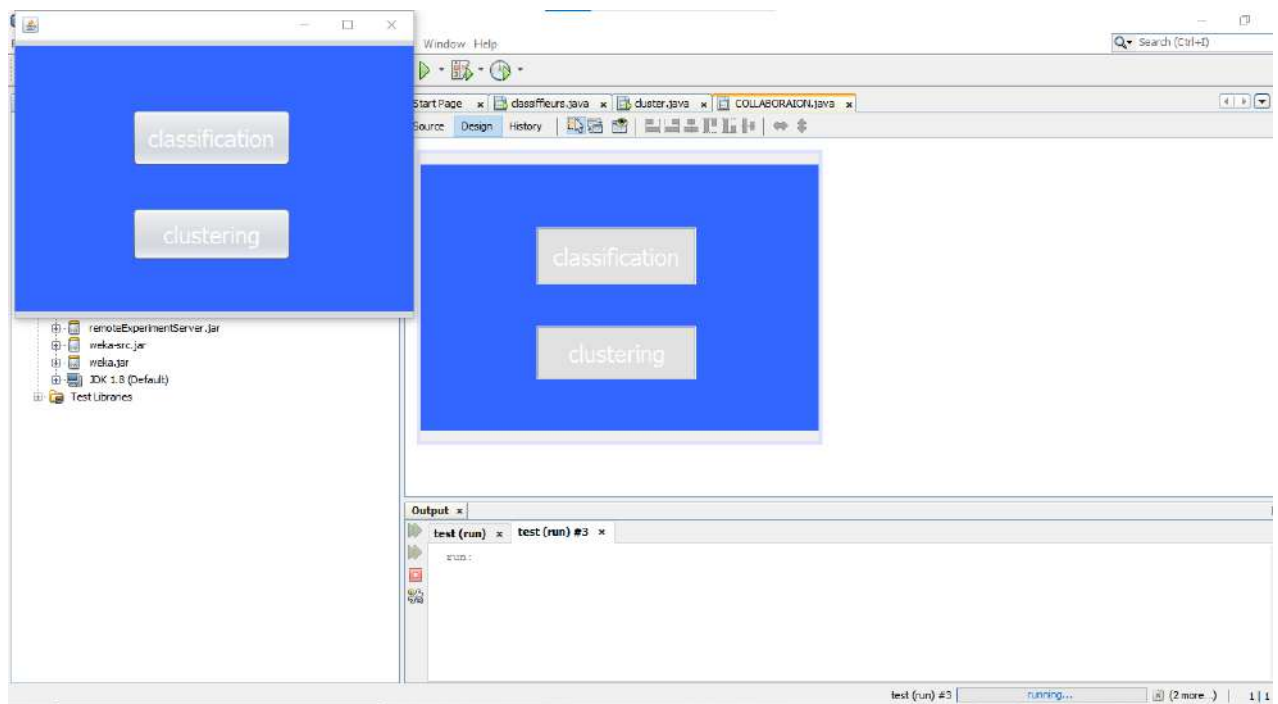 Window Help
Search (Ctrl+I)
Start Page x classiffieurs.java x cluster.java x COLLABORAION.java x
Source Design History
classification
clustering
classification
clustering
remoteExperimentServer.jar
weka-src.jar
weka.jar
JDK 1.8 (Default)
Test Libraries
Output x
test (run) x test (run) #3 x
run:
test (run) #3 running... (2 more...) 1|1